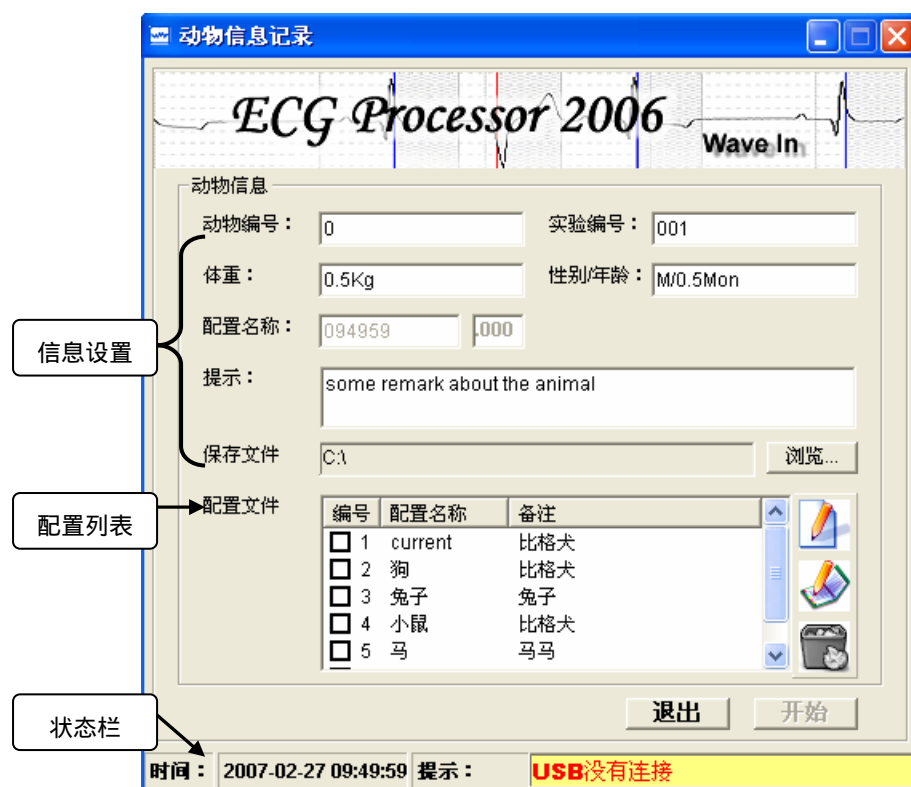 动物信息记录
ECG Processor 2006
Wave In
动物信息
动物编号： 0 实验编号： 001
体重： 0.5Kg 性别/年龄： M/0.5Mon
配置名称： 094959 .000
信息设置
提示： some remark about the animal
保存文件 C:\ 浏览...
配置文件
配置列表
编号 配置名称 备注
1 current 比格犬
2 狗 比格犬
3 兔子 兔子
4 小鼠 比格犬
5 马 马马
退出 开始
状态栏
时间： 2007-02-27 09:49:59 提示： USB没有连接